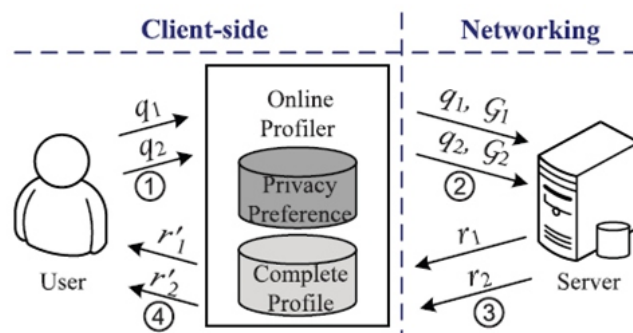 Client-side
Networking
Online
Profiler
q1
q2
①
q1, G1
q2, G2
②
Privacy
Preference
r′1
r′2
④
Complete
Profile
r1
r2
③
User
Server